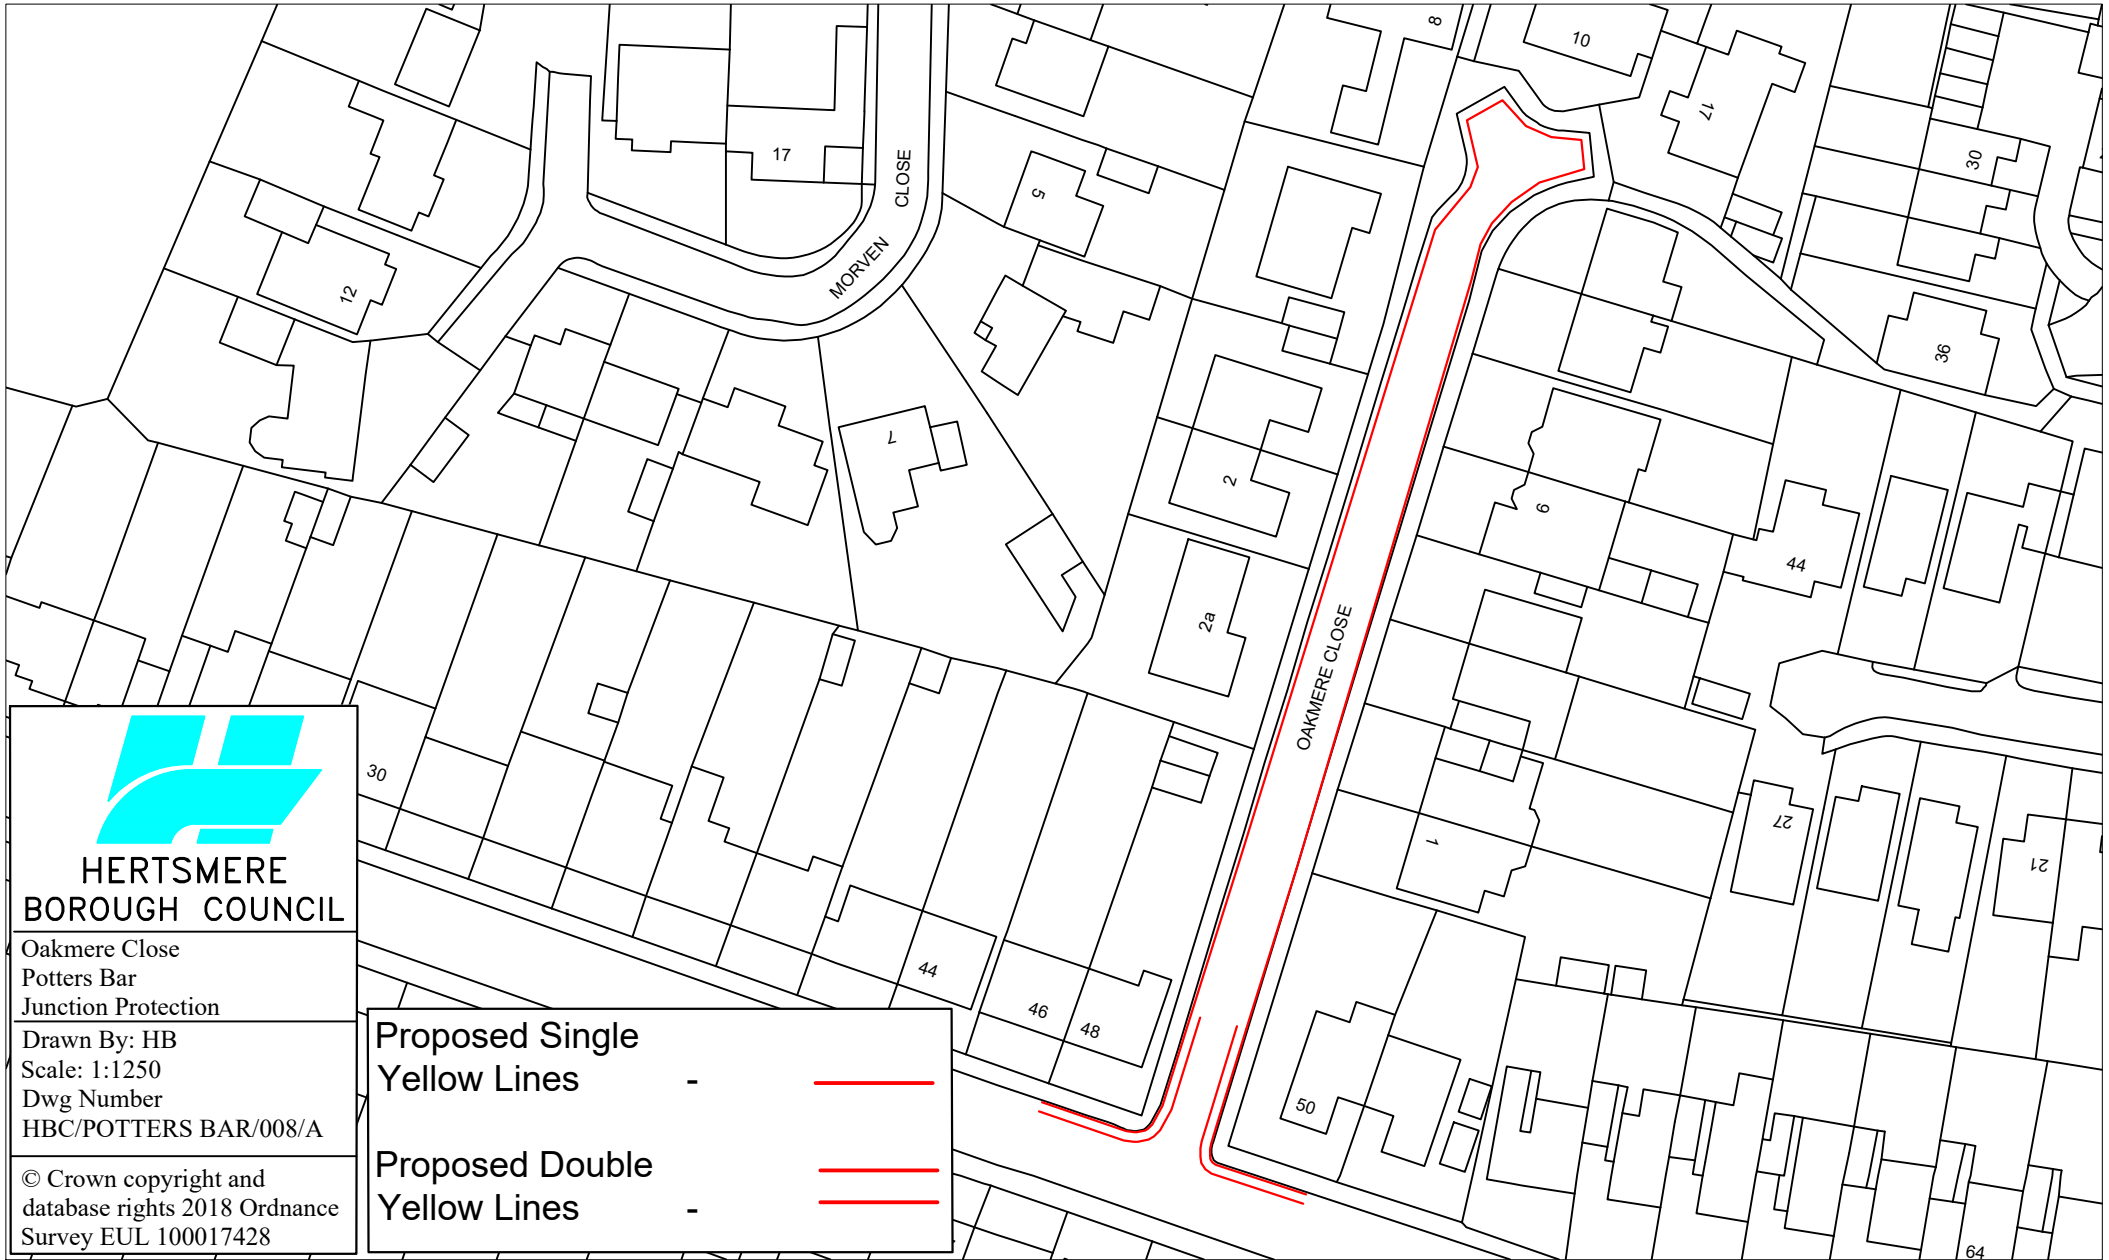 8
10
17
17
CLOSE
MORVEN
5
30
12
36
7
2
9
44
2a
OAKMERE CLOSE
30
27
1
21
44
46
48
50
64
HERTSMERE
BOROUGH COUNCIL
Oakmere Close
Potters Bar
Junction Protection
Drawn By: HB
Scale: 1:1250
Dwg Number
HBC/POTTERS BAR/008/A
© Crown copyright and
database rights 2018 Ordnance
Survey EUL 100017428
Proposed Single
Yellow Lines -
Proposed Double
Yellow Lines -